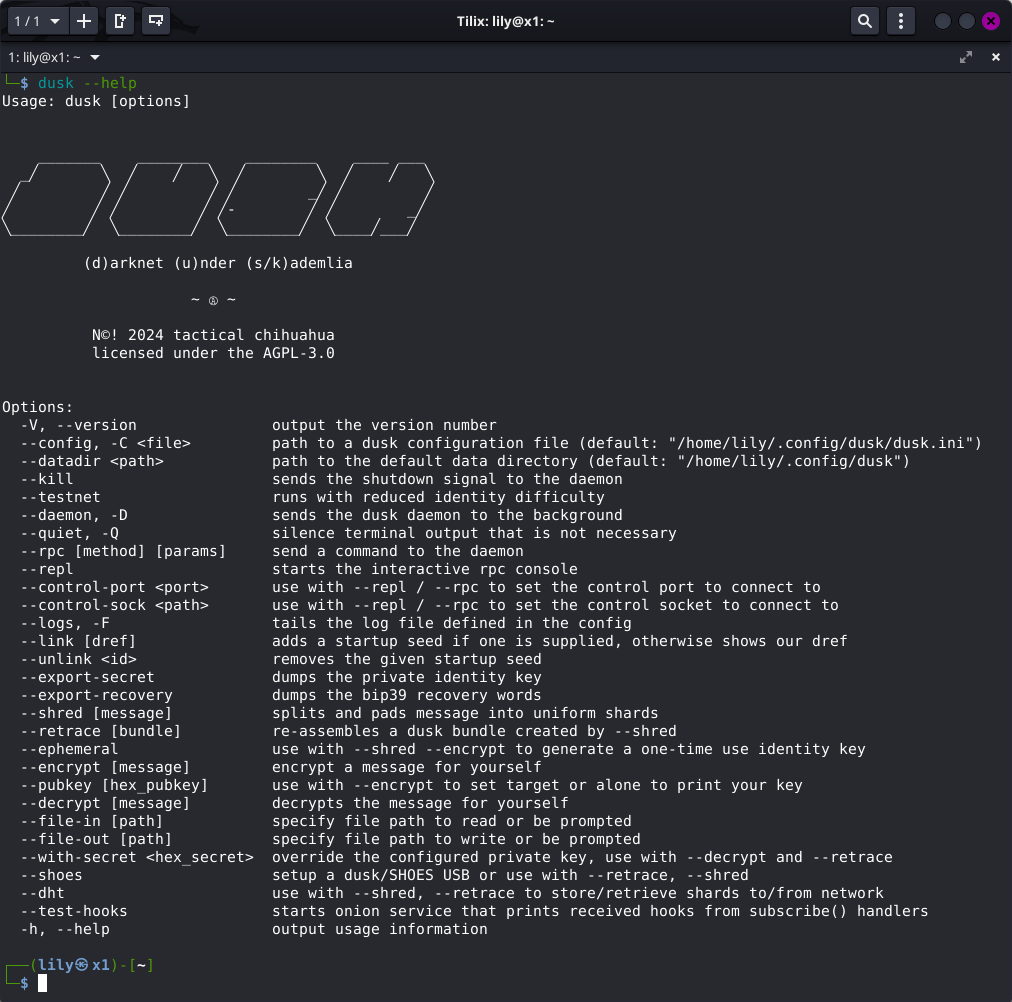 1 / 1
Tilix: lily@x1: ~
1: lily@x1: ~
└─$ dusk --help
Usage: dusk [options]
(d)arknet (u)nder (s/k)ademlia
~ Ⓐ ~
N©! 2024 tactical chihuahua
licensed under the AGPL-3.0
Options:
-V, --version output the version number
--config, -C <file> path to a dusk configuration file (default: "/home/lily/.config/dusk/dusk.ini")
--datadir <path> path to the default data directory (default: "/home/lily/.config/dusk")
--kill sends the shutdown signal to the daemon
--testnet runs with reduced identity difficulty
--daemon, -D sends the dusk daemon to the background
--quiet, -Q silence terminal output that is not necessary
--rpc [method] [params] send a command to the daemon
--repl starts the interactive rpc console
--control-port <port> use with --repl / --rpc to set the control port to connect to
--control-sock <path> use with --repl / --rpc to set the control socket to connect to
--logs, -F tails the log file defined in the config
--link [dref] adds a startup seed if one is supplied, otherwise shows our dref
--unlink <id> removes the given startup seed
--export-secret dumps the private identity key
--export-recovery dumps the bip39 recovery words
--shred [message] splits and pads message into uniform shards
--retrace [bundle] re-assembles a dusk bundle created by --shred
--ephemeral use with --shred --encrypt to generate a one-time use identity key
--encrypt [message] encrypt a message for yourself
--pubkey [hex_pubkey] use with --encrypt to set target or alone to print your key
--decrypt [message] decrypts the message for yourself
--file-in [path] specify file path to read or be prompted
--file-out [path] specify file path to write or be prompted
--with-secret <hex_secret> override the configured private key, use with --decrypt and --retrace
--shoes setup a dusk/SHOES USB or use with --retrace, --shred
--dht use with --shred, --retrace to store/retrieve shards to/from network
--test-hooks starts onion service that prints received hooks from subscribe() handlers
-h, --help output usage information
┌──(lily㉿x1)-[~]
└─$